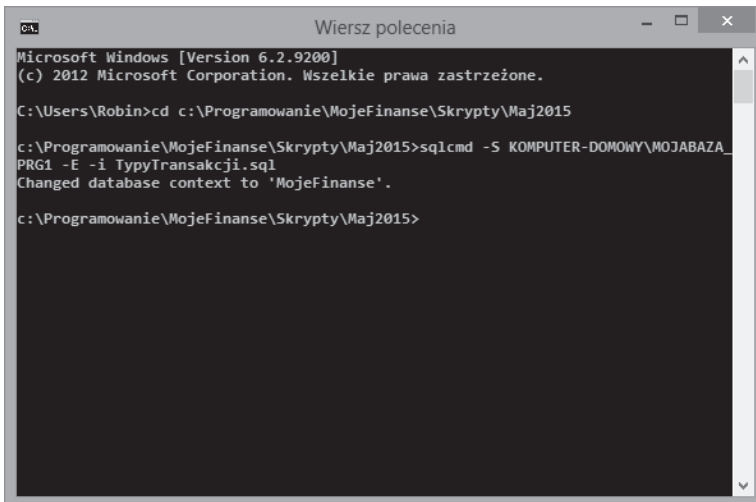 Wiersz polecenia
Microsoft Windows [Version 6.2.9200]
(c) 2012 Microsoft Corporation. Wszelkie prawa zastrzeżone.
C:\Users\Robin>cd c:\Programowanie\MojeFinanse\Skrypty\Maj2015
c:\Programowanie\MojeFinanse\Skrypty\Maj2015>sqlcmd -S KOMPUTER-DOMOWY\MOJABAZA_
PRG1 -E -i TypyTransakcji.sql
Changed database context to 'MojeFinanse'.
c:\Programowanie\MojeFinanse\Skrypty\Maj2015>